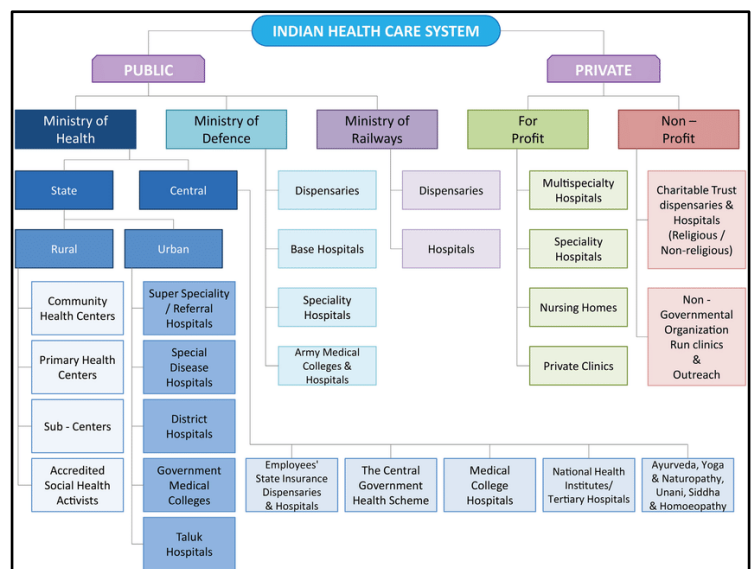 INDIAN HEALTH CARE SYSTEM
PUBLIC
PRIVATE
Ministry of
Health
Ministry of
Defence
Ministry of
Railways
For
Profit
Non –
Profit
State
Central
Rural
Urban
Community
Health Centers
Primary Health
Centers
Sub - Centers
Accredited
Social Health
Activists
Super Speciality
/ Referral
Hospitals
Special
Disease
Hospitals
District
Hospitals
Government
Medical
Colleges
Taluk
Hospitals
Dispensaries
Base Hospitals
Speciality
Hospitals
Army Medical
Colleges &
Hospitals
Dispensaries
Hospitals
Multispecialty
Hospitals
Speciality
Hospitals
Nursing Homes
Private Clinics
Charitable Trust
dispensaries &
Hospitals
(Religious /
Non-religious)
Non -
Governmental
Organization
Run clinics
&
Outreach
Employees'
State Insurance
Dispensaries
& Hospitals
The Central
Government
Health Scheme
Medical
College
Hospitals
National Health
Institutes/
Tertiary Hospitals
Ayurveda, Yoga
& Naturopathy,
Unani, Siddha
& Homoeopathy